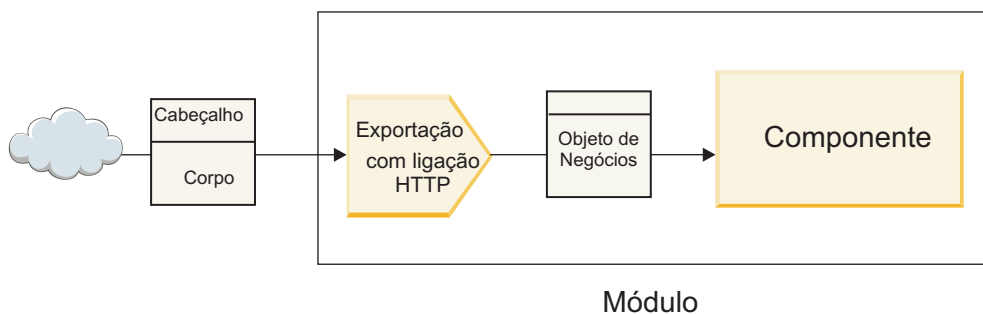 Cabeçalho
Corpo
Exportação
com ligação
HTTP
Objeto de
Negócios
Componente
Módulo